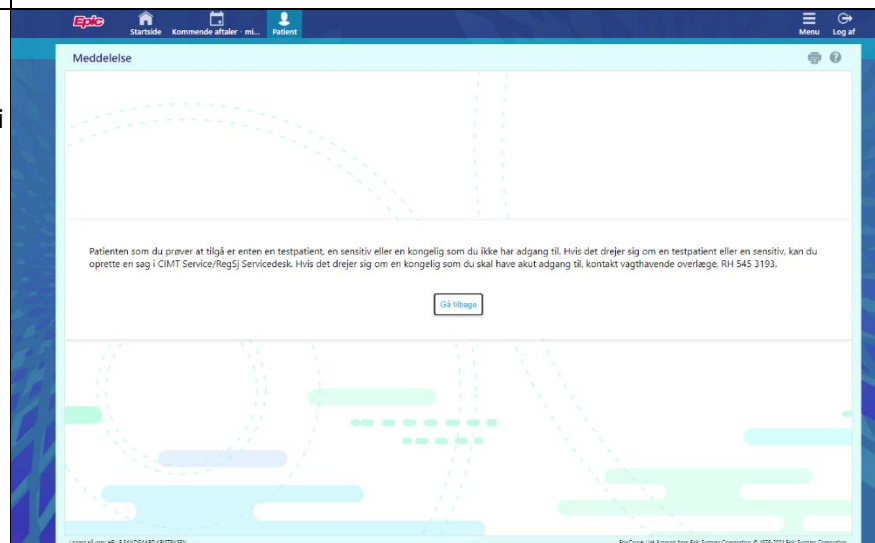 Epic
Startside Kommende aftaler - mi... Patient Menu Log af
Meddelelse
i
Patienten som du prøver at tilgå er enten en testpatient, en sensitiv eller en kongelig som du ikke har adgang til. Hvis det drejer sig om en testpatient eller en sensitiv, kan du
oprette en sag i CIMT Service/RegSj Servicedesk. Hvis det drejer sig om en kongelig som du skal have akut adgang til, kontakt vagthavende overlæge, RH 545 3193.
Gå tilbage